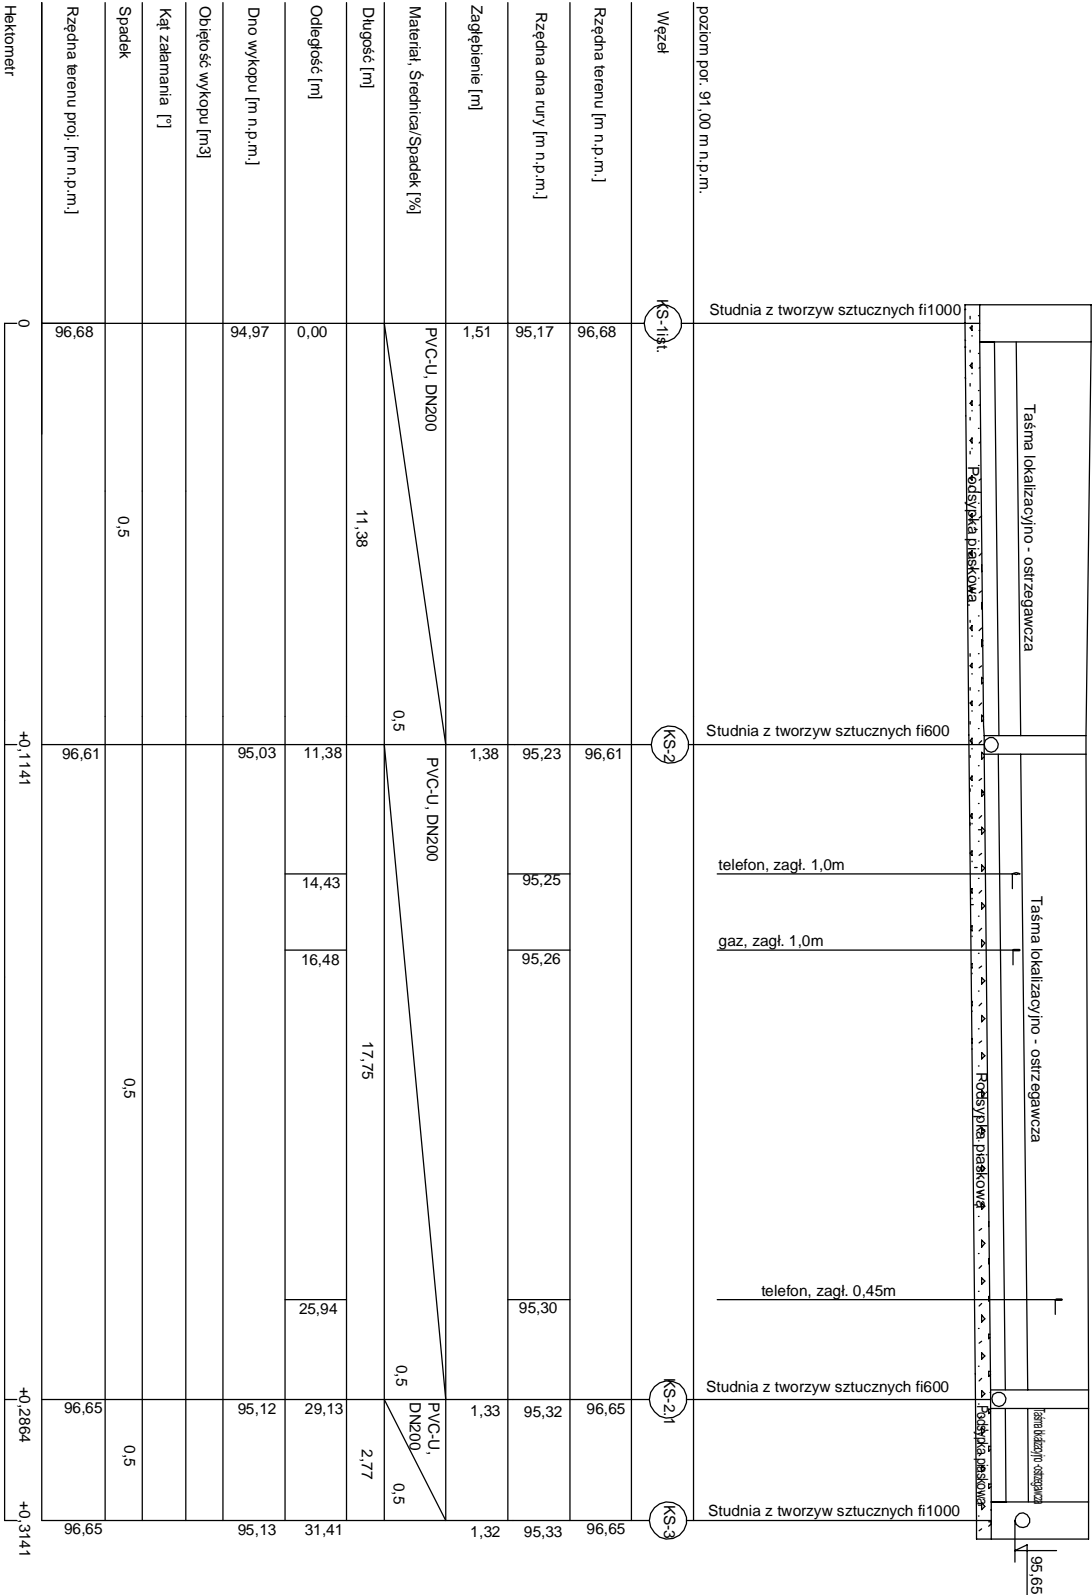 Taśma lokalizacyjno - ostrzegawcza
Taśma lokalizacyjno - ostrzegawcza
Taśma lokalizacyjno - ostrzegawcza
95,65
Podsypka piaskowa
Podsypka piaskowa
Podsypka piaskowa
Studnia z tworzyw sztucznych fi1000
Studnia z tworzyw sztucznych fi600
telefon, zagł. 1,0m
gaz, zagł. 1,0m
telefon, zagł. 0,45m
Studnia z tworzyw sztucznych fi600
Studnia z tworzyw sztucznych fi1000
poziom por. 91,00 m n.p.m.
Węzeł KS-1ist. KS-2 KS-2.1 KS-3
Rzędna terenu [m n.p.m.] 96,68 96,61 96,65 96,65
Rzędna dna rury [m n.p.m.] 95,17 95,23 95,25 95,26 95,30 95,32 95,33
Zagłębienie [m] 1,51 1,38 1,33 1,32
Materiał, Średnica/Spadek [%] PVC-U, DN200 0,5 PVC-U, DN200 0,5 PVC-U, DN200 0,5
Długość [m] 11,38 17,75 2,77
Odległość [m] 0,00 11,38 14,43 16,48 25,94 29,13 31,41
Dno wykopu [m n.p.m.] 94,97 95,03 95,12 95,13
Objętość wykopu [m3]
Kąt załamania [°]
Spadek 0,5 0,5 0,5
Rzędna terenu proj. [m n.p.m.] 96,68 96,61 96,65 96,65
Hektometr 0 +0,1141 +0,2864 +0,3141